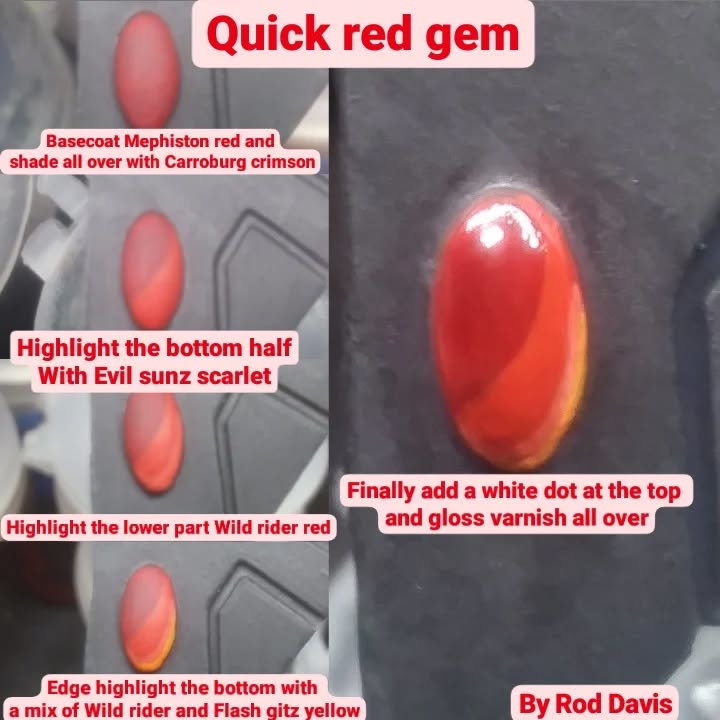 Quick red gem
Basecoat Mephiston red and
shade all over with Carroburg crimson
Highlight the bottom half
With Evil sunz scarlet
Highlight the lower part Wild rider red
Edge highlight the bottom with
a mix of Wild rider and Flash gitz yellow
Finally add a white dot at the top
and gloss varnish all over
By Rod Davis